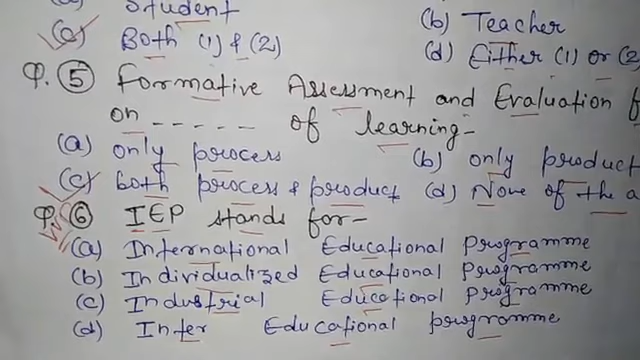 (a) Student
(b) Teacher
(c) Both (1) & (2)
(d) Either (1) or (2
Q. 5 Formative Assessment and Evaluation f
on ------ of learning-
(a) only process
(b) only product
(c) both process & product (d) None of the a
Q. 6 IEP stands for-
(a) International Educational Programme
(b) Individualized Educational Programme
(c) Industrial Educational Programme
(d) Inter Educational programme